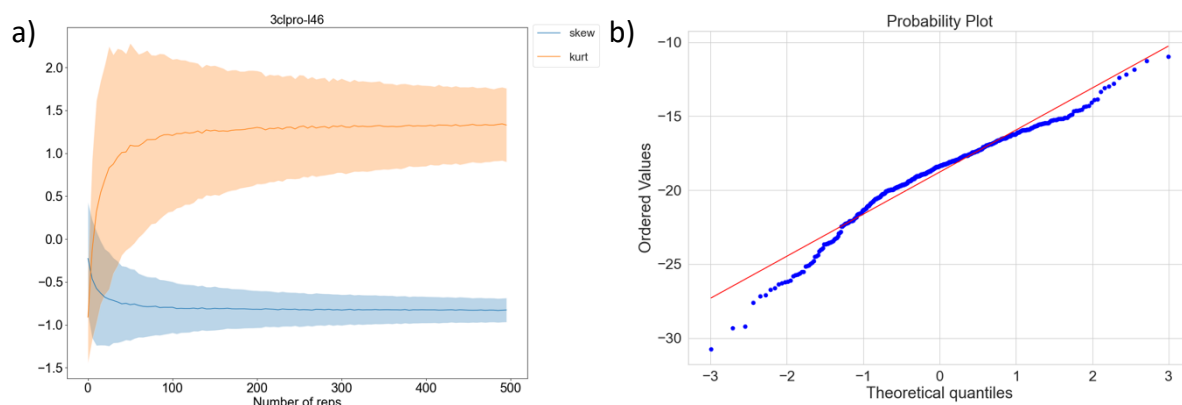 a)
3clpro-l46
skew
kurt
2.0
1.5
1.0
0.5
0.0
−0.5
−1.0
−1.5
0
100
200
300
400
500
Number of reps
b)
Probability Plot
Ordered Values
−10
−15
−20
−25
−30
−3
−2
−1
0
1
2
3
Theoretical quantiles